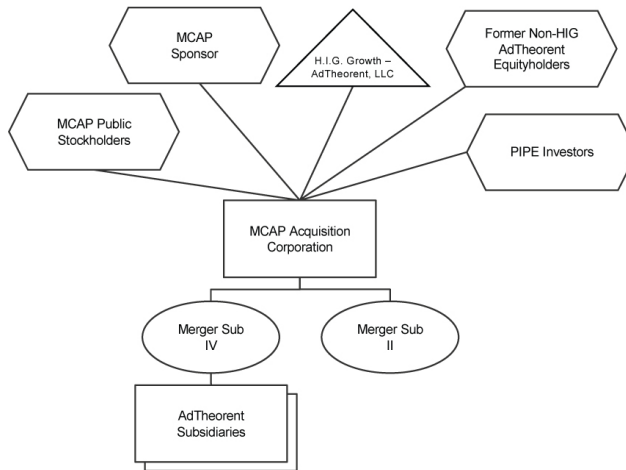 MCAP
Sponsor
H.I.G. Growth –
AdTheorent, LLC
Former Non-HIG
AdTheorent
Equityholders
MCAP Public
Stockholders
PIPE Investors
MCAP Acquisition
Corporation
Merger Sub
IV
Merger Sub
II
AdTheorent
Subsidiaries